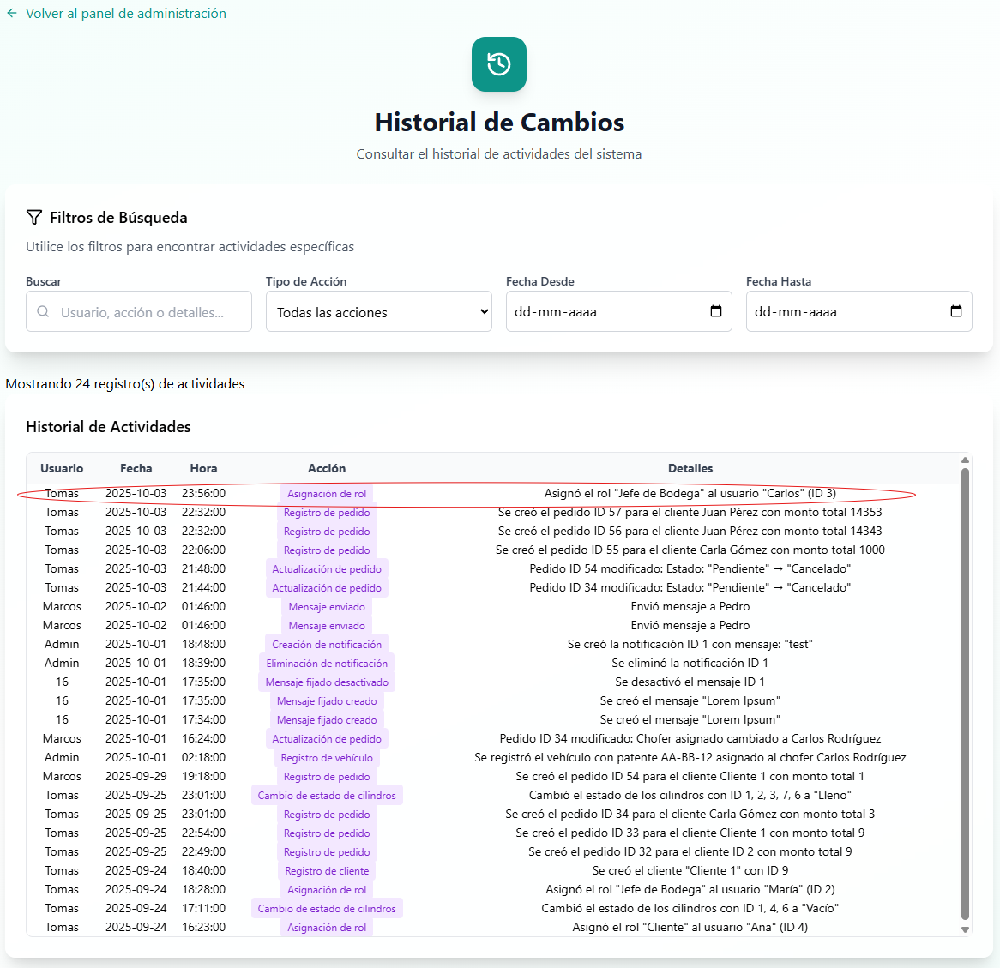 ← Volver al panel de administración
Historial de Cambios
Consultar el historial de actividades del sistema
Filtros de Búsqueda
Utilice los filtros para encontrar actividades específicas
Buscar Tipo de Acción Fecha Desde Fecha Hasta
Usuario, acción o detalles... Todas las acciones dd-mm-aaaa dd-mm-aaaa
Mostrando 24 registro(s) de actividades
Historial de Actividades
Usuario Fecha Hora Acción Detalles
Tomas 2025-10-03 23:56:00 Asignación de rol Asignó el rol "Jefe de Bodega" al usuario "Carlos" (ID 3)
Tomas 2025-10-03 22:32:00 Registro de pedido Se creó el pedido ID 57 para el cliente Juan Pérez con monto total 14353
Tomas 2025-10-03 22:32:00 Registro de pedido Se creó el pedido ID 56 para el cliente Juan Pérez con monto total 14343
Tomas 2025-10-03 22:06:00 Registro de pedido Se creó el pedido ID 55 para el cliente Carla Gómez con monto total 1000
Tomas 2025-10-03 21:48:00 Actualización de pedido Pedido ID 54 modificado: Estado: "Pendiente" → "Cancelado"
Tomas 2025-10-03 21:44:00 Actualización de pedido Pedido ID 34 modificado: Estado: "Pendiente" → "Cancelado"
Marcos 2025-10-02 01:46:00 Mensaje enviado Envió mensaje a Pedro
Marcos 2025-10-02 01:46:00 Mensaje enviado Envió mensaje a Pedro
Admin 2025-10-01 18:48:00 Creación de notificación Se creó la notificación ID 1 con mensaje: "test"
Admin 2025-10-01 18:39:00 Eliminación de notificación Se eliminó la notificación ID 1
16 2025-10-01 17:35:00 Mensaje fijado desactivado Se desactivó el mensaje ID 1
16 2025-10-01 17:35:00 Mensaje fijado creado Se creó el mensaje "Lorem Ipsum"
16 2025-10-01 17:34:00 Mensaje fijado creado Se creó el mensaje "Lorem Ipsum"
Marcos 2025-10-01 16:24:00 Actualización de pedido Pedido ID 34 modificado: Chofer asignado cambiado a Carlos Rodríguez
Admin 2025-10-01 02:18:00 Registro de vehículo Se registró el vehículo con patente AA-BB-12 asignado al chofer Carlos Rodríguez
Marcos 2025-09-29 19:18:00 Registro de pedido Se creó el pedido ID 54 para el cliente Cliente 1 con monto total 1
Tomas 2025-09-25 23:01:00 Cambio de estado de cilindros Cambió el estado de los cilindros con ID 1, 2, 3, 7, 6 a "Lleno"
Tomas 2025-09-25 23:01:00 Registro de pedido Se creó el pedido ID 34 para el cliente Carla Gómez con monto total 3
Tomas 2025-09-25 22:54:00 Registro de pedido Se creó el pedido ID 33 para el cliente Cliente 1 con monto total 9
Tomas 2025-09-25 22:49:00 Registro de pedido Se creó el pedido ID 32 para el cliente ID 2 con monto total 9
Tomas 2025-09-24 18:40:00 Registro de cliente Se creó el cliente "Cliente 1" con ID 9
Tomas 2025-09-24 18:28:00 Asignación de rol Asignó el rol "Jefe de Bodega" al usuario "María" (ID 2)
Tomas 2025-09-24 17:11:00 Cambio de estado de cilindros Cambió el estado de los cilindros con ID 1, 4, 6 a "Vacío"
Tomas 2025-09-24 16:23:00 Asignación de rol Asignó el rol "Cliente" al usuario "Ana" (ID 4)